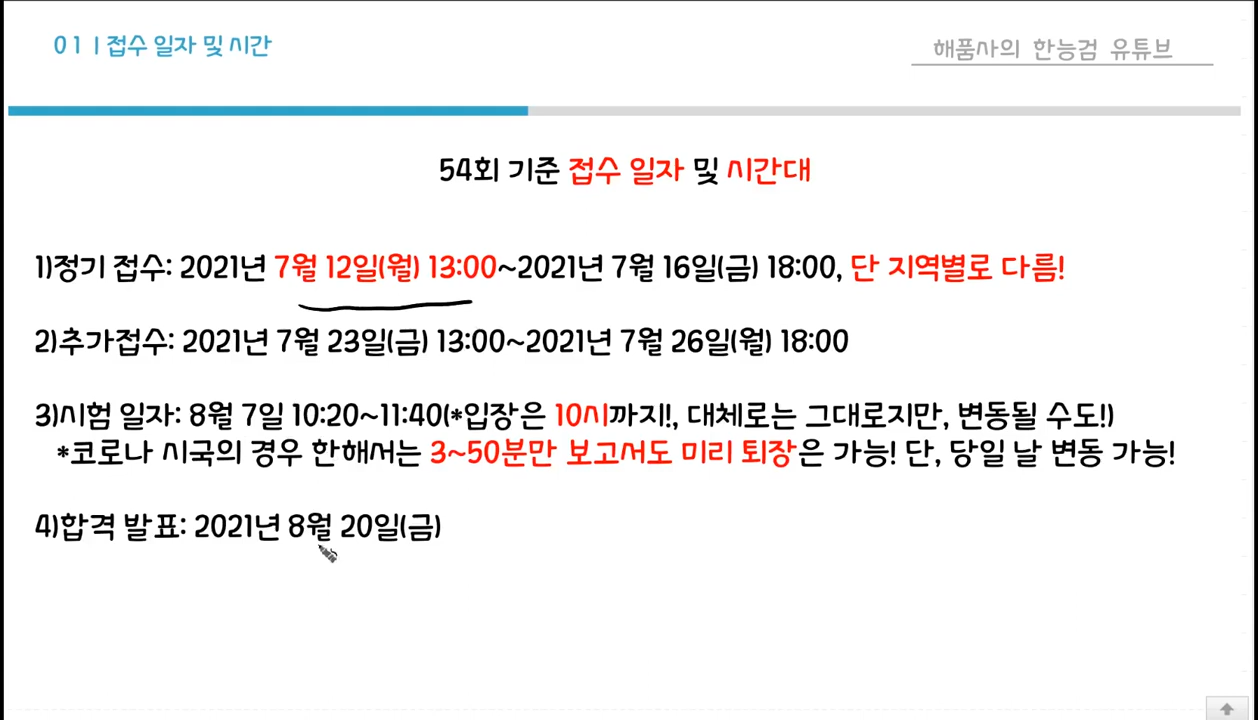 01 | 접수 일자 및 시간
해품사의 한능검 유튜브
54회 기준 접수 일자 및 시간대
1)정기 접수: 2021년 7월 12일(월) 13:00~2021년 7월 16일(금) 18:00, 단 지역별로 다름!
2)추가접수: 2021년 7월 23일(금) 13:00~2021년 7월 26일(월) 18:00
3)시험 일자: 8월 7일 10:20~11:40(*입장은 10시까지!, 대체로는 그대로지만, 변동될 수도!)
*코로나 시국의 경우 한해서는 3~50분만 보고서도 미리 퇴장은 가능! 단, 당일 날 변동 가능!
4)합격 발표: 2021년 8월 20일(금)